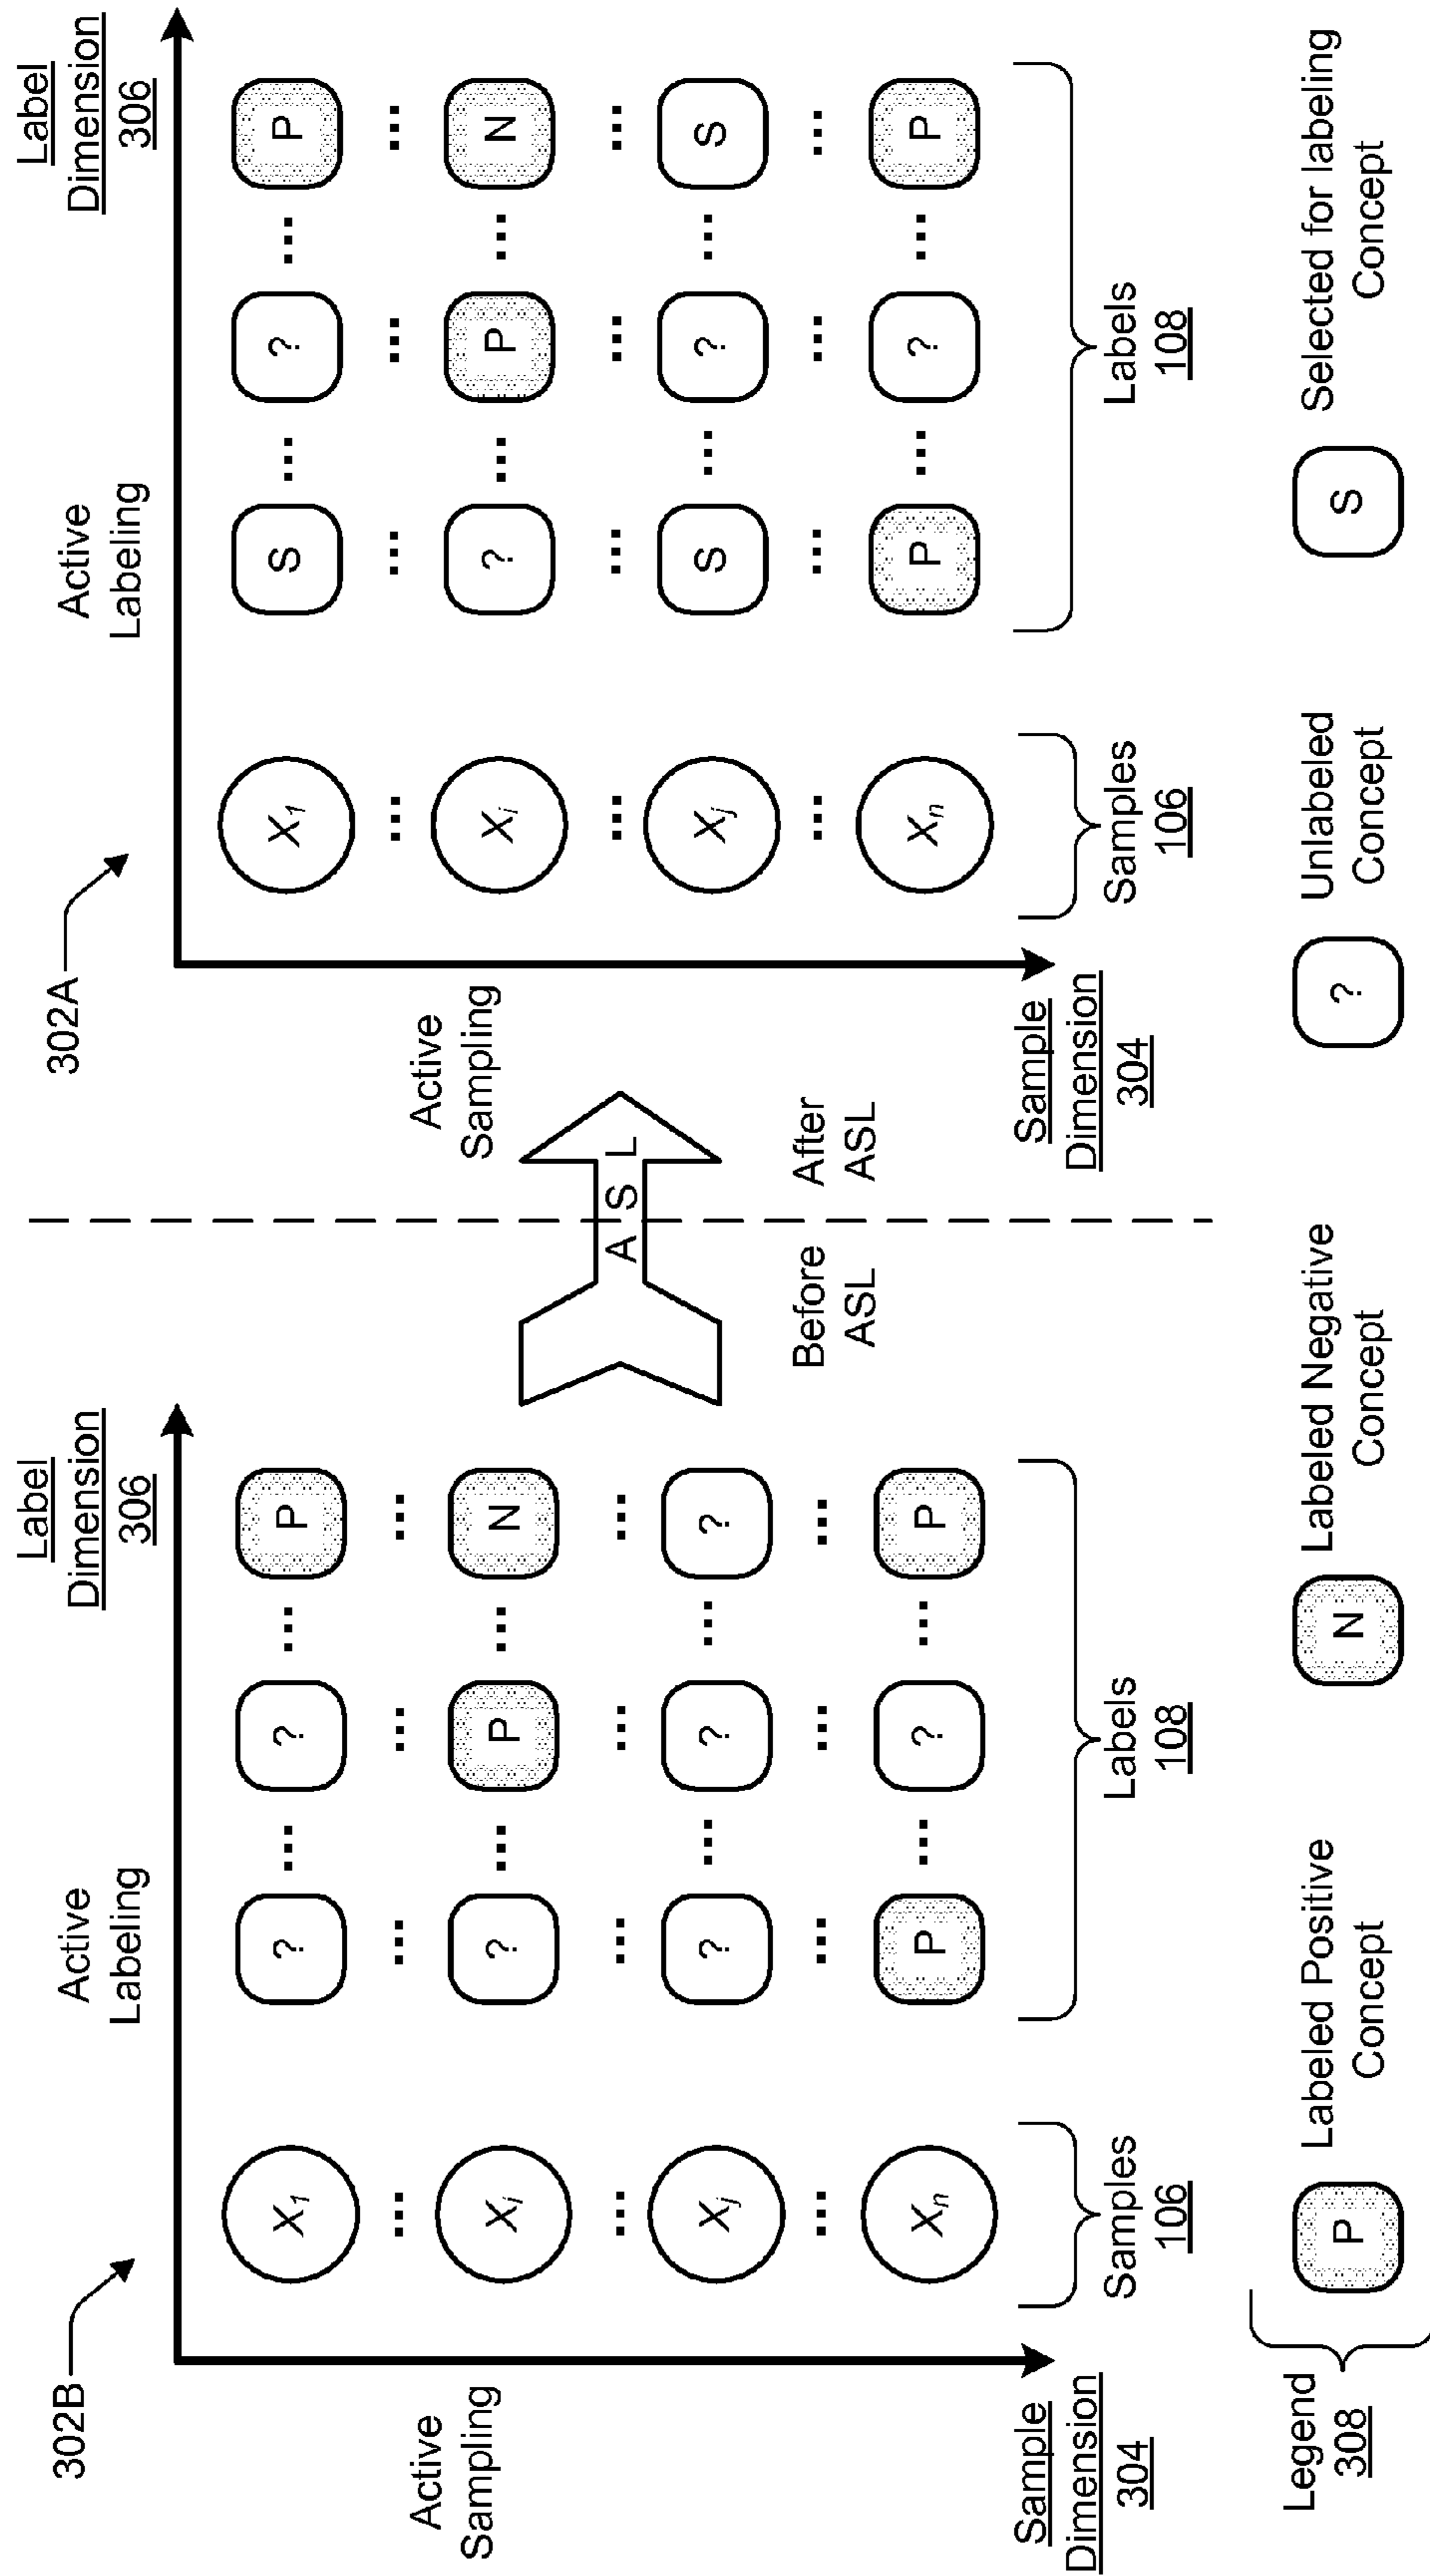 302B
Active
Labeling
Label
Dimension
306
Active
Sampling
X1 ... ? ... ? ... P
... ... ... ...
Xi ... ? ... P ... N
... ... ... ...
Xj ... ? ... ? ... ?
... ... ... ...
Xn ... P ... ? ... P
Sample
Dimension
304
Samples
106
Labels
108
A S L
Before
ASL
After
ASL
302A
Active
Labeling
Label
Dimension
306
Active
Sampling
X1 S ... ? ... P
... ... ... ...
Xi ? ... P ... N
... ... ... ...
Xj S ... ? ... S
... ... ... ...
Xn P ... ? ... P
Sample
Dimension
304
Samples
106
Labels
108
Legend
308
P
Labeled Positive
Concept
N
Labeled Negative
Concept
?
Unlabeled
Concept
S
Selected for labeling
Concept